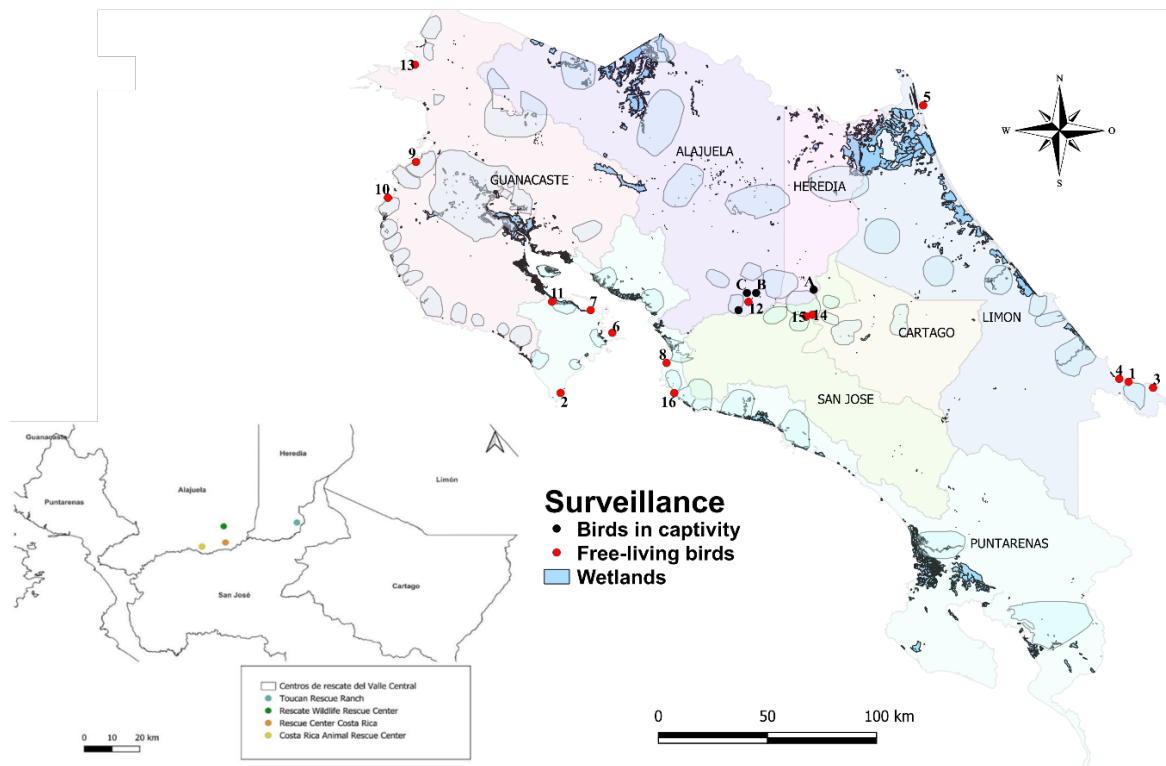 13
5
N
W
O
S
ALAJUELA
9
GUANACASTE
HEREDIA
10
C
B
A
11
7
12
15
14
LIMON
6
CARTAGO
8
4
1
3
2
16
SAN JOSE
Guanacaste
Heredia
Alajuela
Limón
Puntarenas
Cartago
San José
Surveillance
Birds in captivity
Free-living birds
Wetlands
PUNTARENAS
Centros de rescate del Valle Central
Toucan Rescue Ranch
Rescate Wildlife Rescue Center
Rescue Center Costa Rica
Costa Rica Animal Rescue Center
0 10 20 km
0 50 100 km